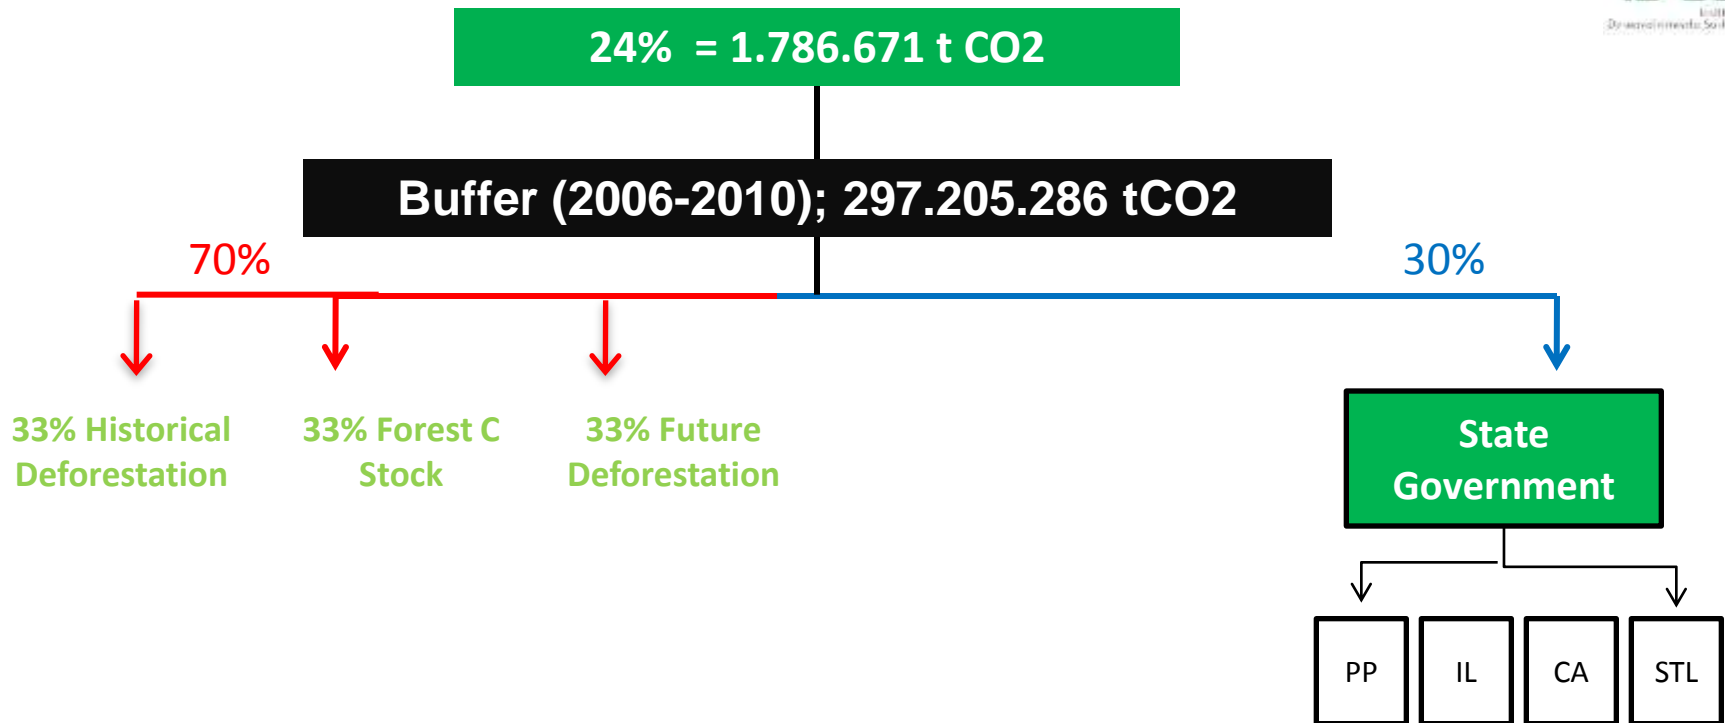 24% = 1.786.671 t CO2
Buffer (2006-2010); 297.205.286 tCO2
70%
30%
33% Historical
Deforestation
33% Forest C
Stock
33% Future
Deforestation
State
Government
PP
IL
CA
STL